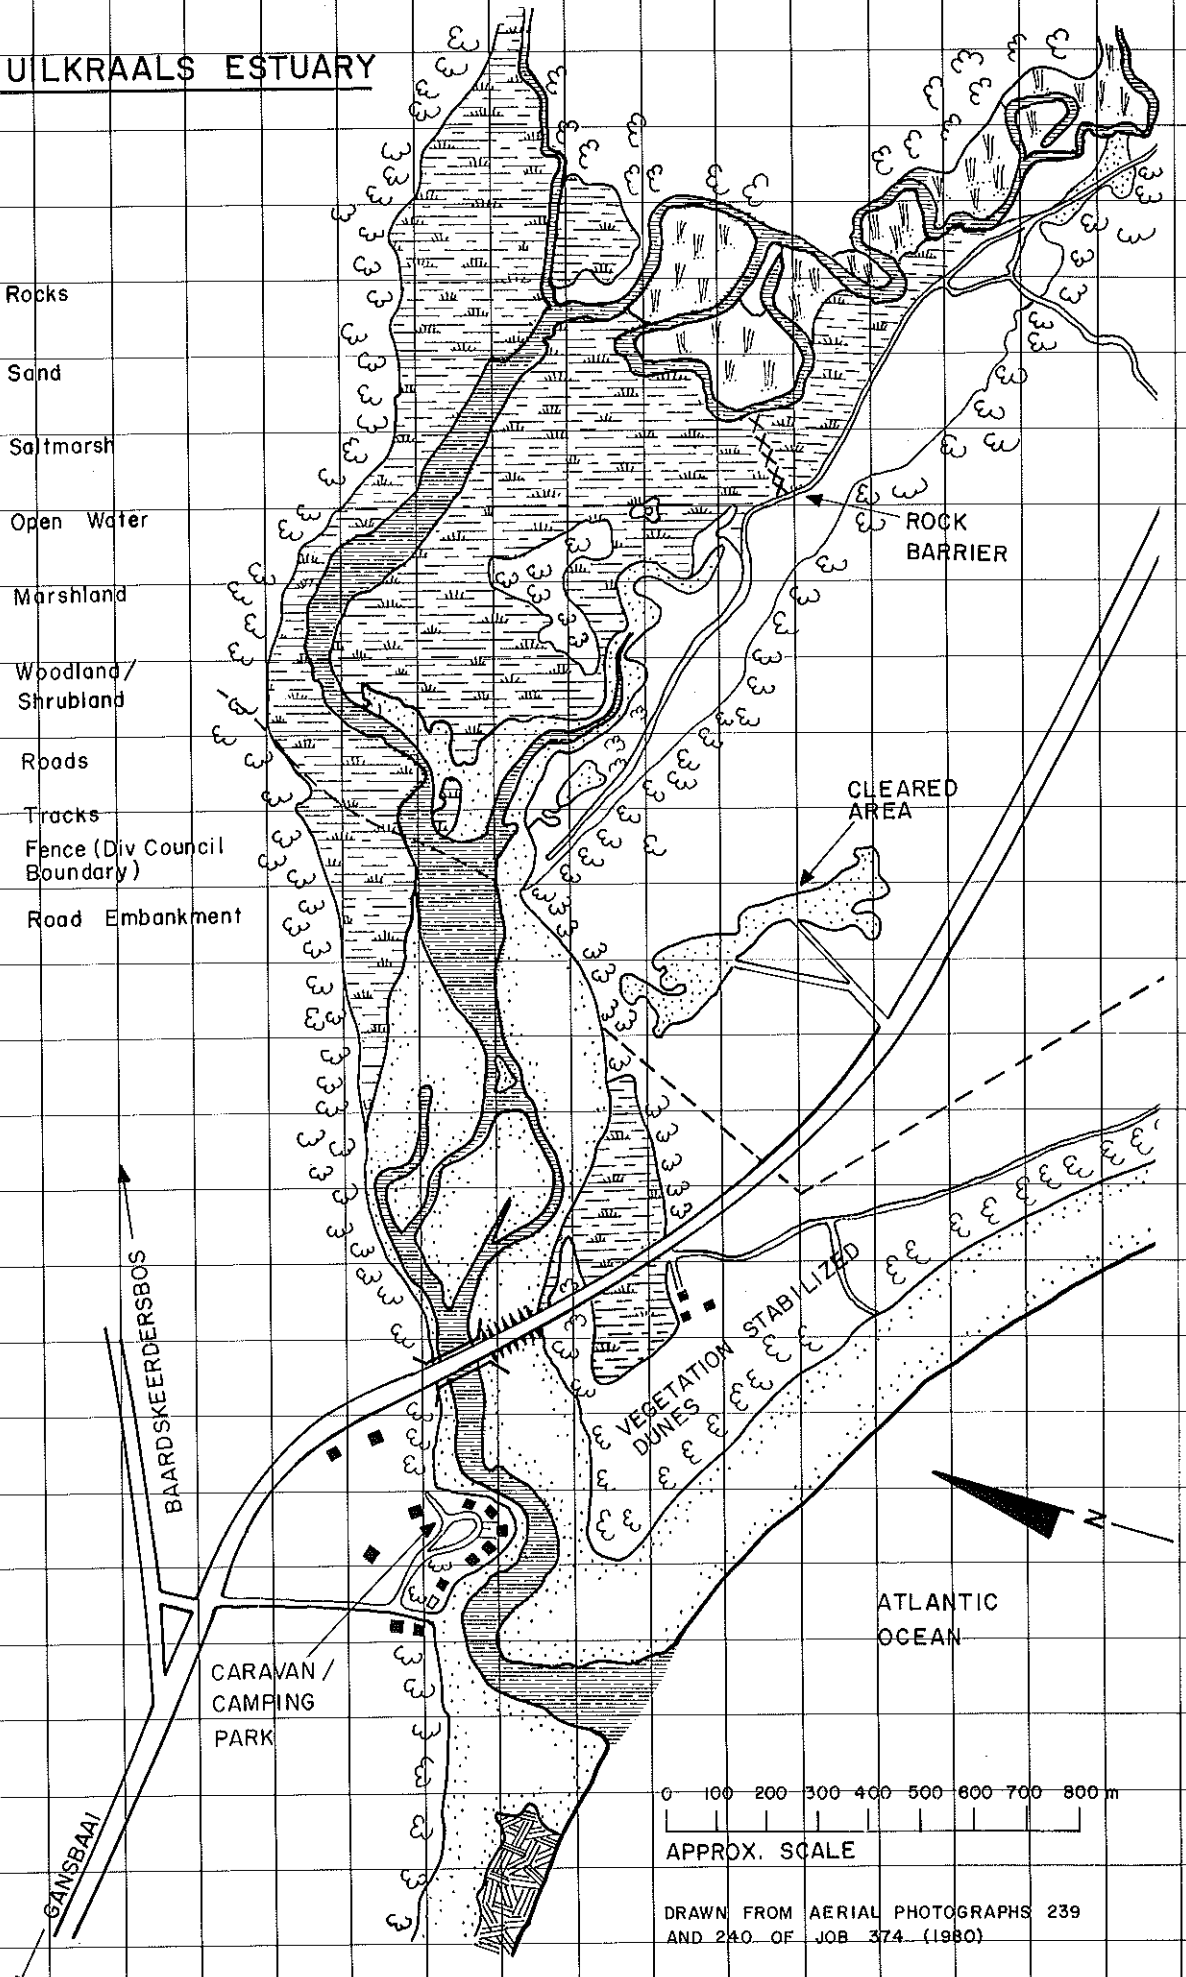 UILKRAALS ESTUARY
Rocks
Sand
Saltmarsh
Open Water
Marshland
Woodland/
Shrubland
Roads
Tracks
Fence (Div Council
Boundary)
Road Embankment
ROCK
BARRIER
CLEARED
AREA
BAARDSKEERDERSBOS
VEGETATION STABILIZED
DUNES
N
ATLANTIC
OCEAN
CARAVAN/
CAMPING
PARK
GANSBAAI
0 100 200 300 400 500 600 700 800 m
APPROX. SCALE
DRAWN FROM AERIAL PHOTOGRAPHS 239
AND 240 OF JOB 374 (1980)